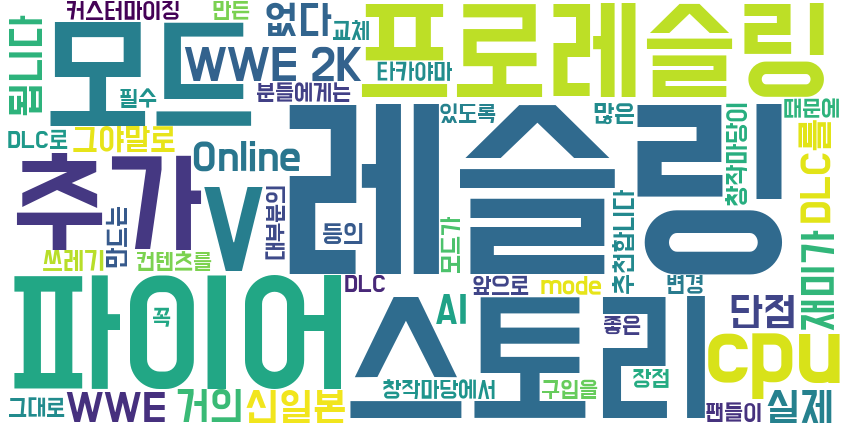 커스터마이징
만든
없다
교체
프로레슬링
됩니다
모드
WWE 2K
타카야마
필수
분들에게는
있도록
많은
때문에
DLC로
그야말로
Online
레슬링
창작마당이
DLC를
추가
v
대부분인
등의
모드가
추천합니다
재미가
만드는
쓰레기
컨텐츠를
파이어
꼭
DLC
앞으로
mode
변경
스토리
AI
좋은
단점
cpu
창작마당에서
구입을
장점
그대로
WWE
거의
신일본
팬들이
실제